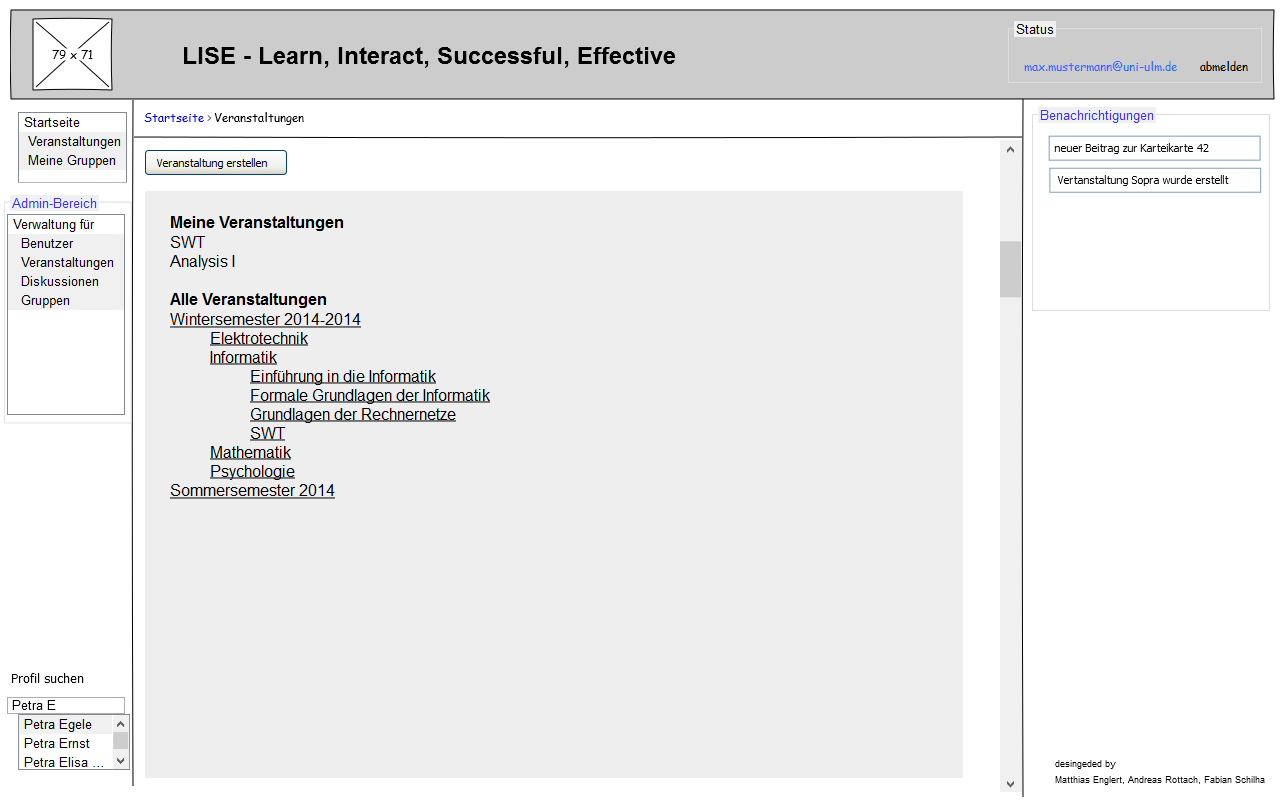 79 x 71
LISE - Learn, Interact, Successful, Effective
Status
max.mustermann@uni-ulm.de abmelden
Startseite
Veranstaltungen
Meine Gruppen
Admin-Bereich
Verwaltung für
Benutzer
Veranstaltungen
Diskussionen
Gruppen
Profil suchen
Petra E
Petra Egele
Petra Ernst
Petra Elisa ...
Startseite > Veranstaltungen
Veranstaltung erstellen
Meine Veranstaltungen
SWT
Analysis I
Alle Veranstaltungen
Wintersemester 2014-2014
Elektrotechnik
Informatik
Einführung in die Informatik
Formale Grundlagen der Informatik
Grundlagen der Rechnernetze
SWT
Mathematik
Psychologie
Sommersemester 2014
Benachrichtigungen
neuer Beitrag zur Karteikarte 42
Vertanstaltung Sopra wurde erstellt
desingeded by
Matthias Englert, Andreas Rottach, Fabian Schilha